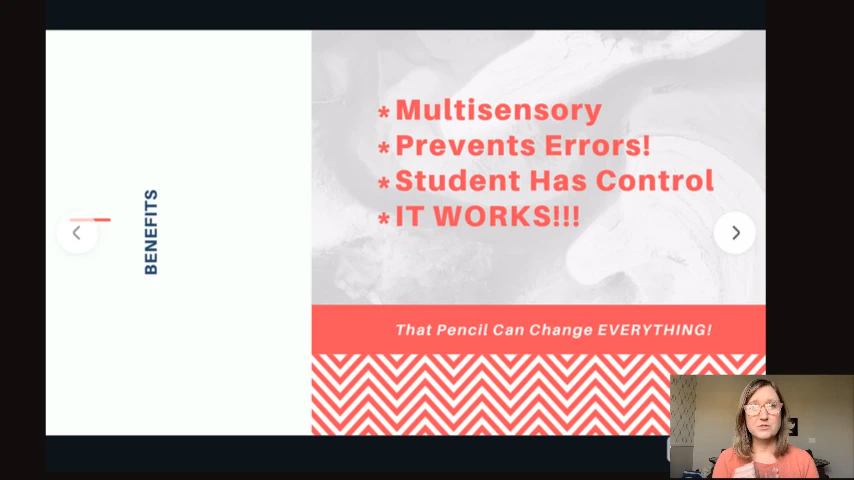 BENEFITS
* Multisensory
* Prevents Errors!
* Student Has Control
* IT WORKS!!!
That Pencil Can Change EVERYTHING!